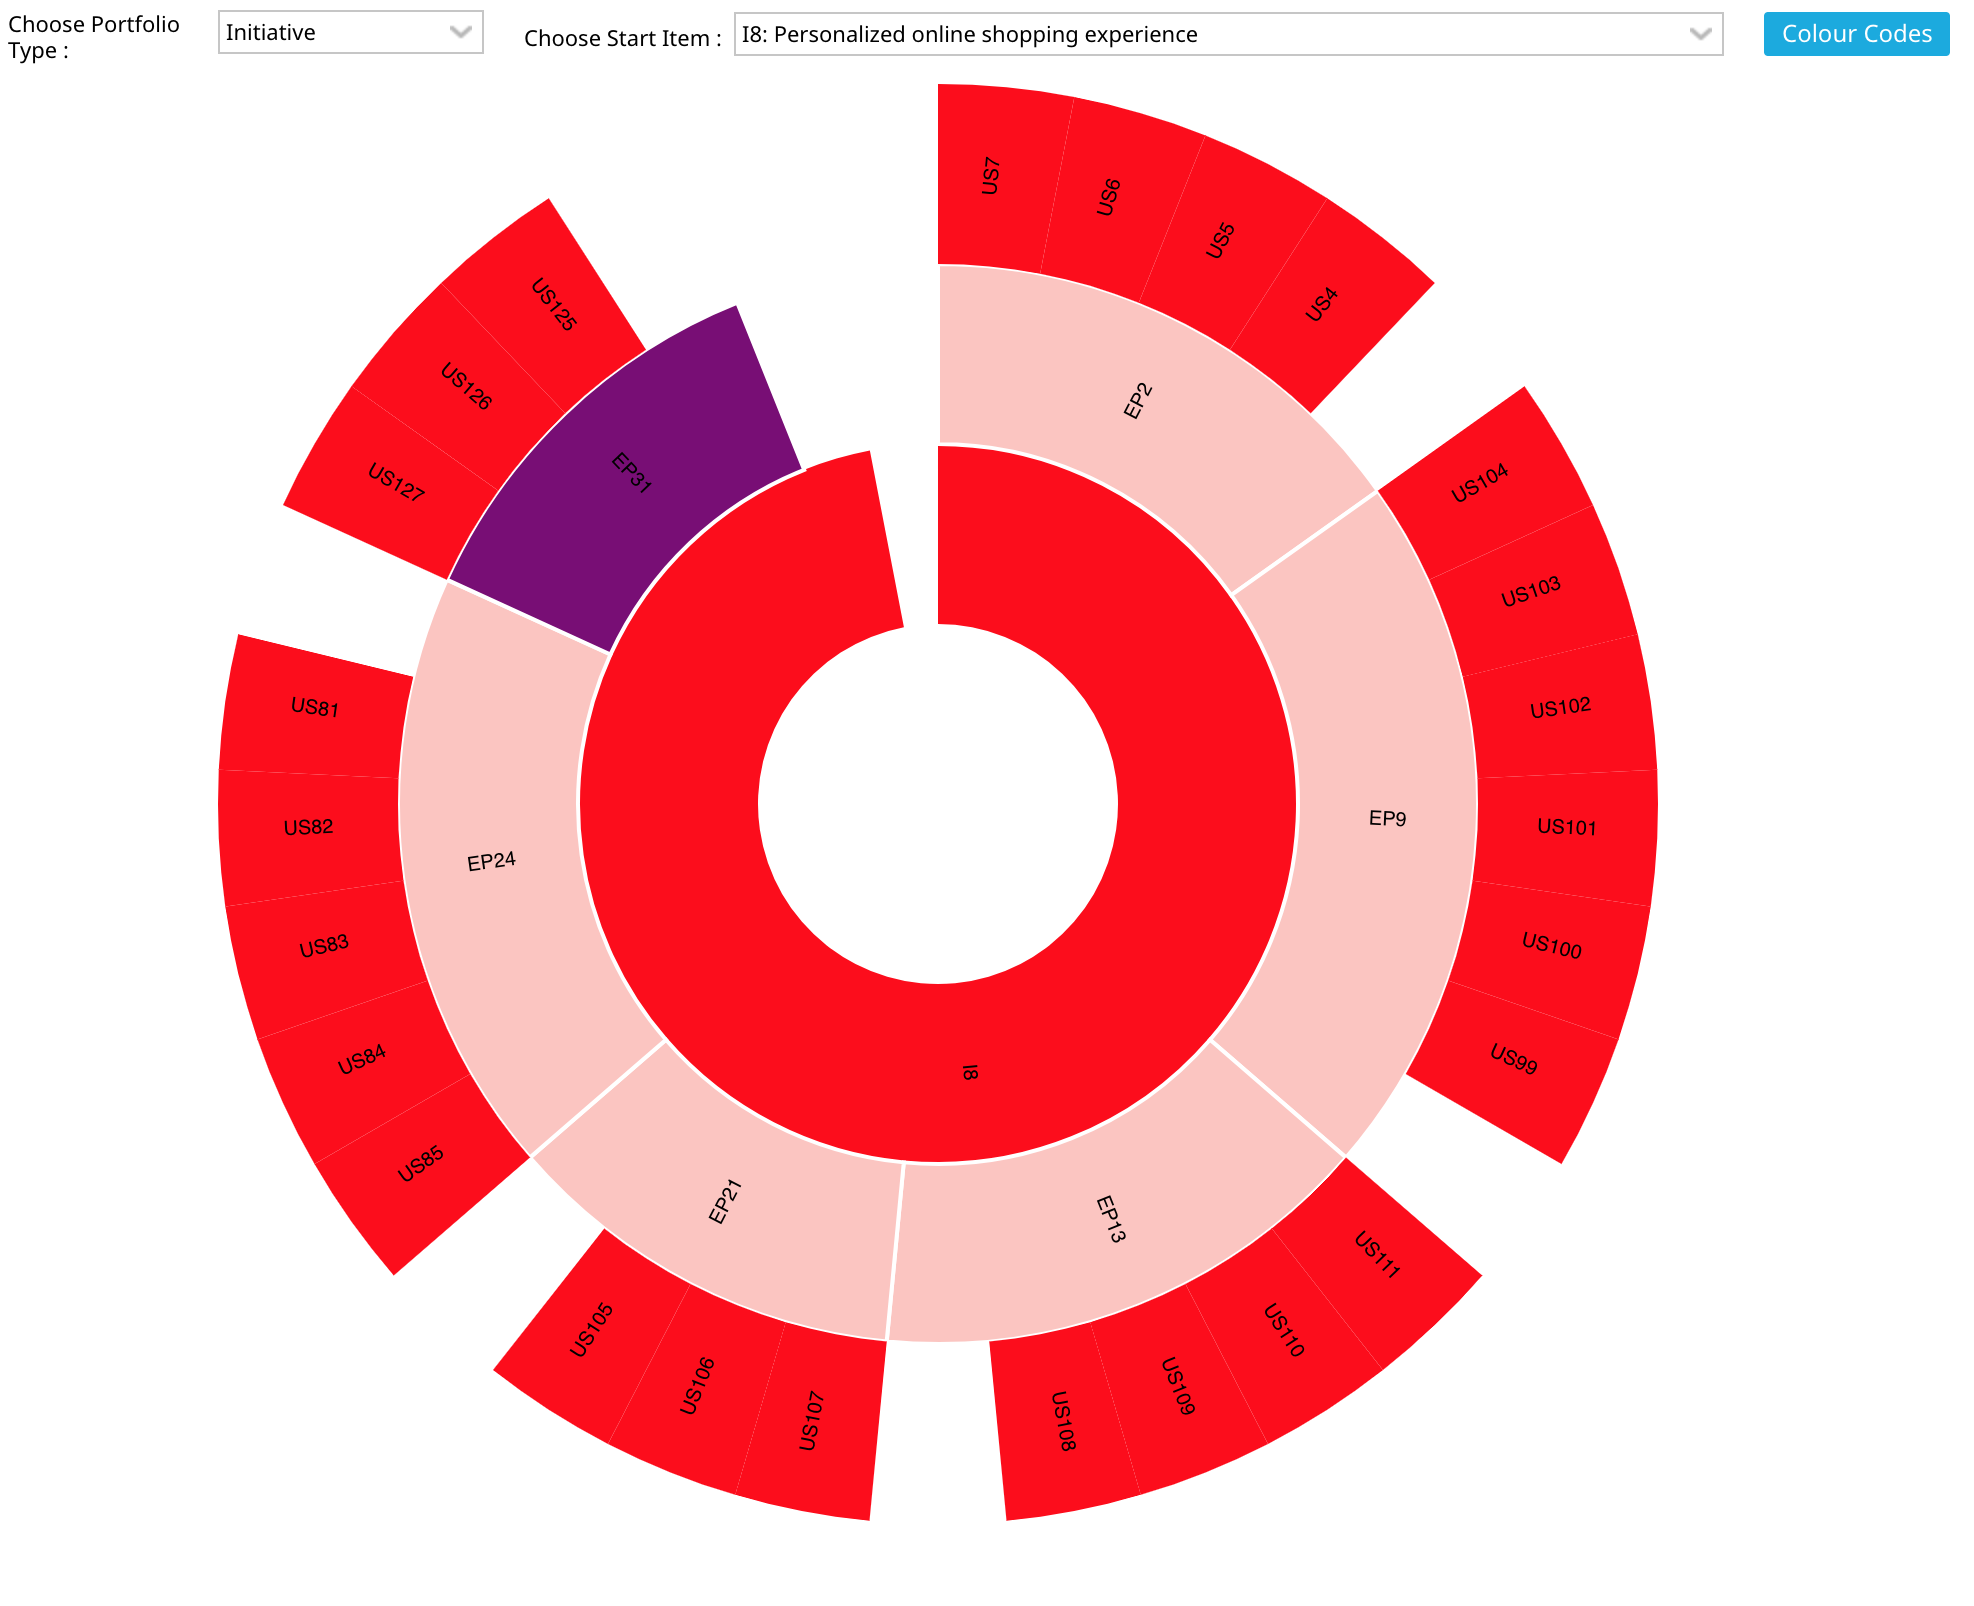 Choose Portfolio
Type :
Initiative
Choose Start Item :
I8: Personalized online shopping experience
Colour Codes
US7
US6
US5
US4
EP2
US104
US103
US102
US101
US100
US99
EP9
US111
US110
US109
US108
EP13
US107
US106
US105
EP21
US85
US84
US83
US82
US81
EP24
US127
US126
US125
EP31
I8